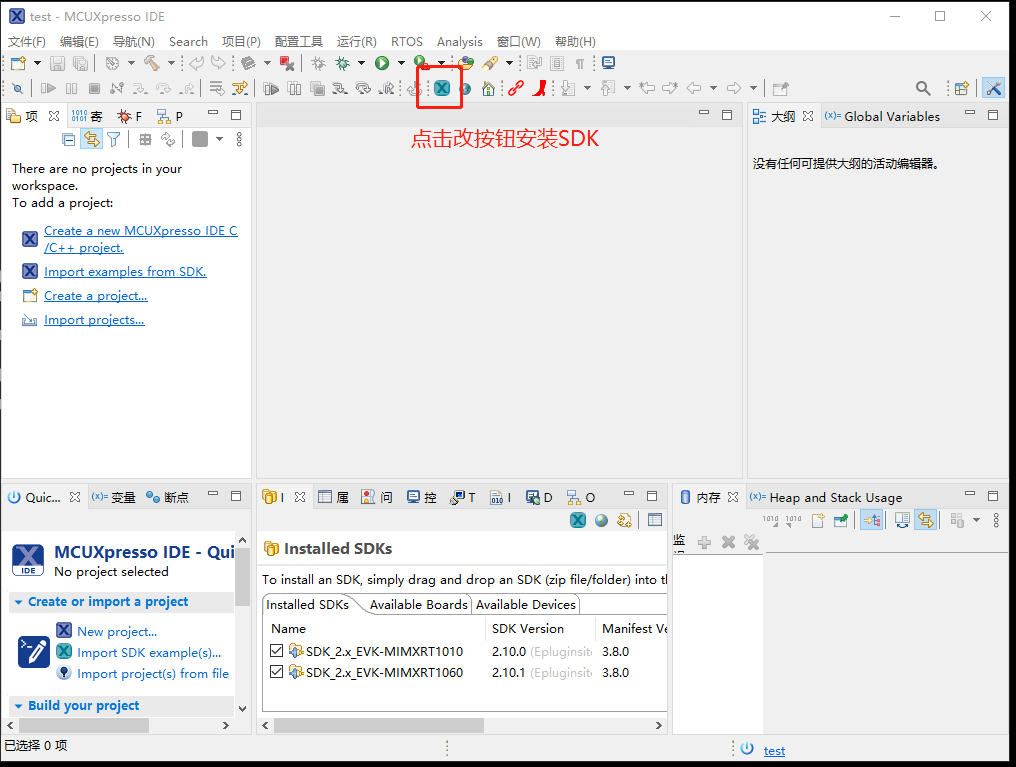 test - MCUXpresso IDE
文件(F) 编辑(E) 导航(N) Search 项目(P) 配置工具 运行(R) RTOS Analysis 窗口(W) 帮助(H)
项 寄 F P
大纲 (x)= Global Variables
点击改按钮安装SDK
There are no projects in your
workspace.
To add a project:
Create a new MCUXpresso IDE C
/C++ project.
Import examples from SDK.
Create a project...
Import projects...
没有任何可提供大纲的活动编辑器。
Quic... (x)= 变量 断点
I 属 问 控 T I D O
内存 (x)= Heap and Stack Usage
MCUXpresso IDE - Qui
No project selected
Create or import a project
New project...
Import SDK example(s)...
Import project(s) from file
Build your project
Installed SDKs
To install an SDK, simply drag and drop an SDK (zip file/folder) into tl
Installed SDKs Available Boards Available Devices
Name SDK Version Manifest Ve
SDK_2.x_EVK-MIMXRT1010 2.10.0 (Epluginsite 3.8.0
SDK_2.x_EVK-MIMXRT1060 2.10.1 (Epluginsite 3.8.0
已选择 0 项
test